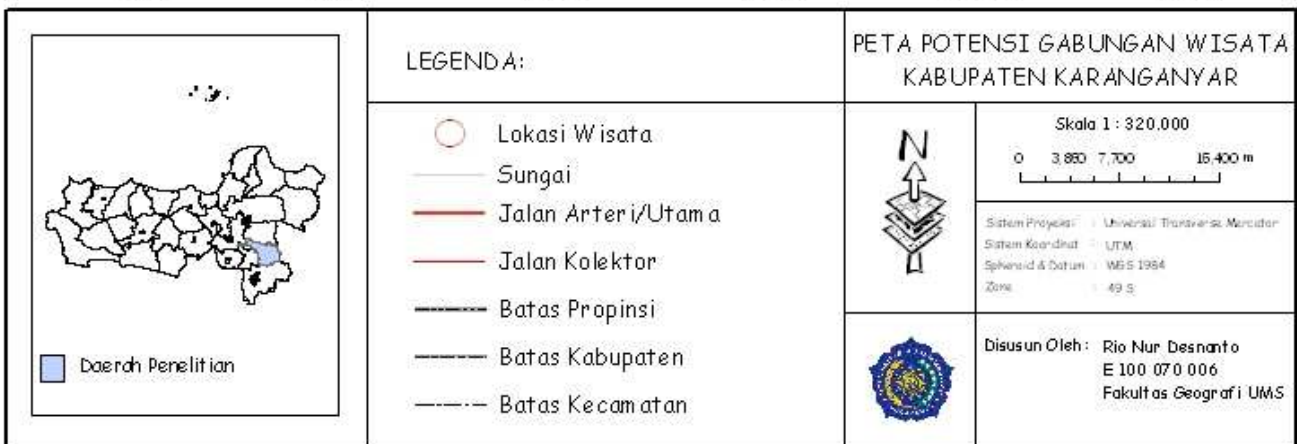 LEGENDA:
Lokasi Wisata
Sungai
Jalan Arteri/Utama
Jalan Kolektor
Batas Propinsi
Batas Kabupaten
Batas Kecamatan
Daerah Penelitian
PETA POTENSI GABUNGAN WISATA
KABUPATEN KARANGANYAR
N
U
Skala 1 : 320.000
0 3,850 7,700 15,400 m
Sistem Proyeksi : Universal Transverse Mercator
Sistem Koordinat : UTM
Spheroid & Datum : WGS 1984
Zone : 49 S
Disusun Oleh : Rio Nur Desnanto
E 100 070 006
Fakultas Geografi UMS